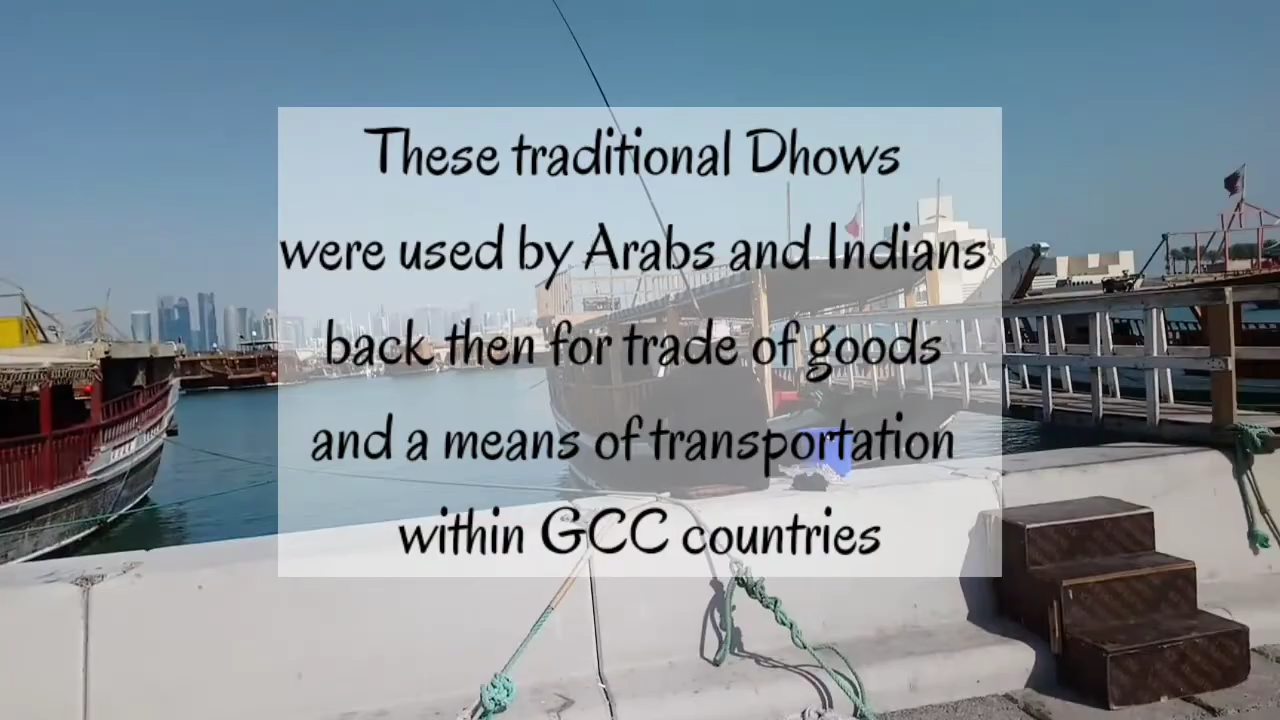 These traditional Dhows
were used by Arabs and Indians
back then for trade of goods
and a means of transportation
within GCC countries